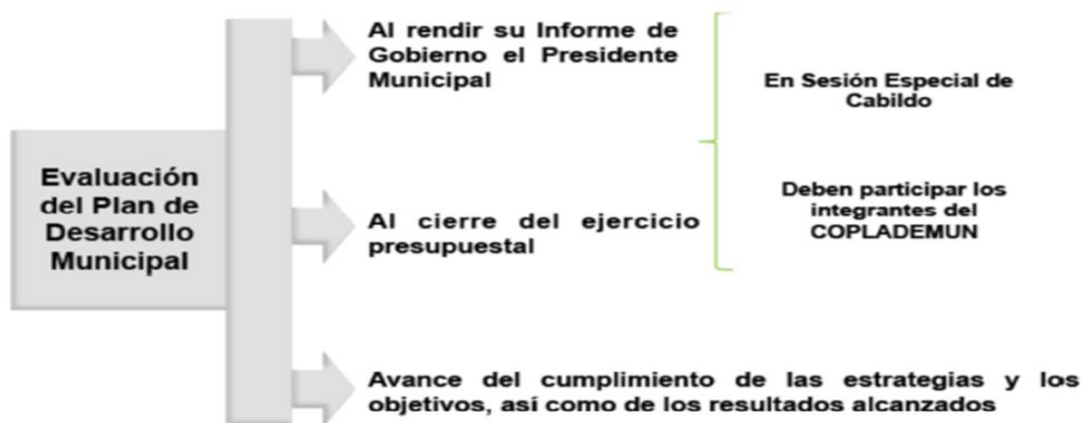 Evaluación
del Plan de
Desarrollo
Municipal
Al rendir su Informe de
Gobierno el Presidente
Municipal
Al cierre del ejercicio
presupuestal
Avance del cumplimiento de las estrategias y los
objetivos, así como de los resultados alcanzados
En Sesión Especial de
Cabildo
Deben participar los
integrantes del
COPLADEMUN